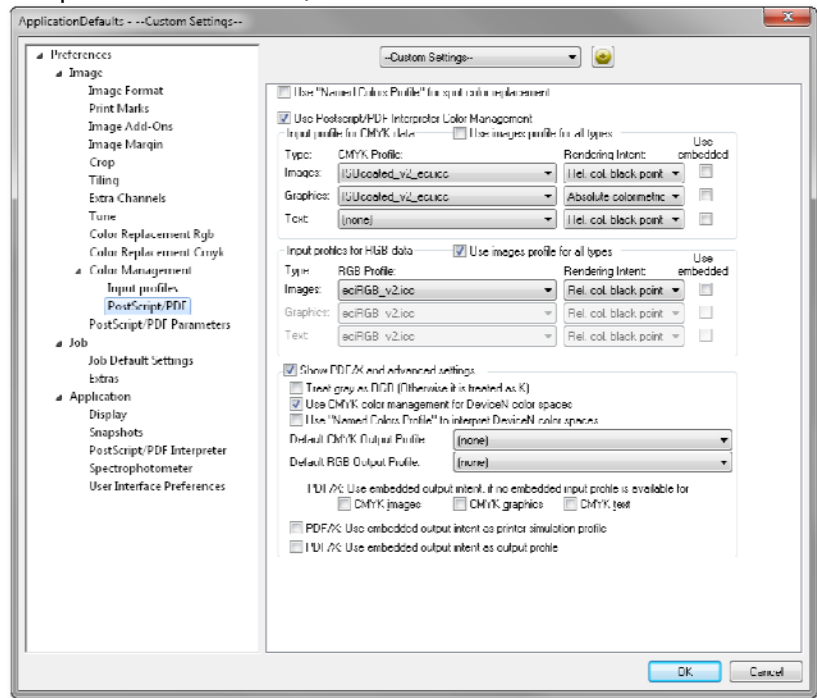 ApplicationDefaults - --Custom Settings--
--Custom Settings--
Preferences
Image
Image Format
Print Marks
Image Add-Ons
Image Margin
Crop
Tiling
Extra Channels
Tune
Color Replacement Rgb
Color Replacement Cmyk
Color Management
Input profiles
PostScript/PDF
PostScript/PDF Parameters
Job
Job Default Settings
Extras
Application
Display
Snapshots
PostScript/PDF Interpreter
Spectrophotometer
User Interface Preferences
Use "Named Colors Profile" for spot color replacement
Use Postscript/PDF Interpreter Color Management
Input profile for CMYK data Use images profile for all types
Type: CMYK Profile: Rendering Intent: Use embedded
Images: ISOcoated_v2_eci.icc Rel. col. black point
Graphics: ISOcoated_v2_eci.icc Absolute colorimetric
Text: (none) Rel. col. black point
Input profiles for RGB data Use images profile for all types
Type RGB Profile: Rendering Intent: Use embedded
Images: eciRGB_v2.icc Rel. col. black point
Graphics: eciRGB_v2.icc Rel. col. black point
Text: eciRGB_v2.icc Rel. col. black point
Show PDF/X and advanced settings
Treat gray as RGB (Otherwise it is treated as K)
Use CMYK color management for DeviceN color spaces
Use "Named Colors Profile" to interpret DeviceN color spaces
Default CMYK Output Profile: (none)
Default RGB Output Profile: (none)
PDF/X: Use embedded output intent, if no embedded input profile is available for
CMYK images CMYK graphics CMYK text
PDF/X: Use embedded output intent as printer simulation profile
PDF/X: Use embedded output intent as output profile
OK Cancel